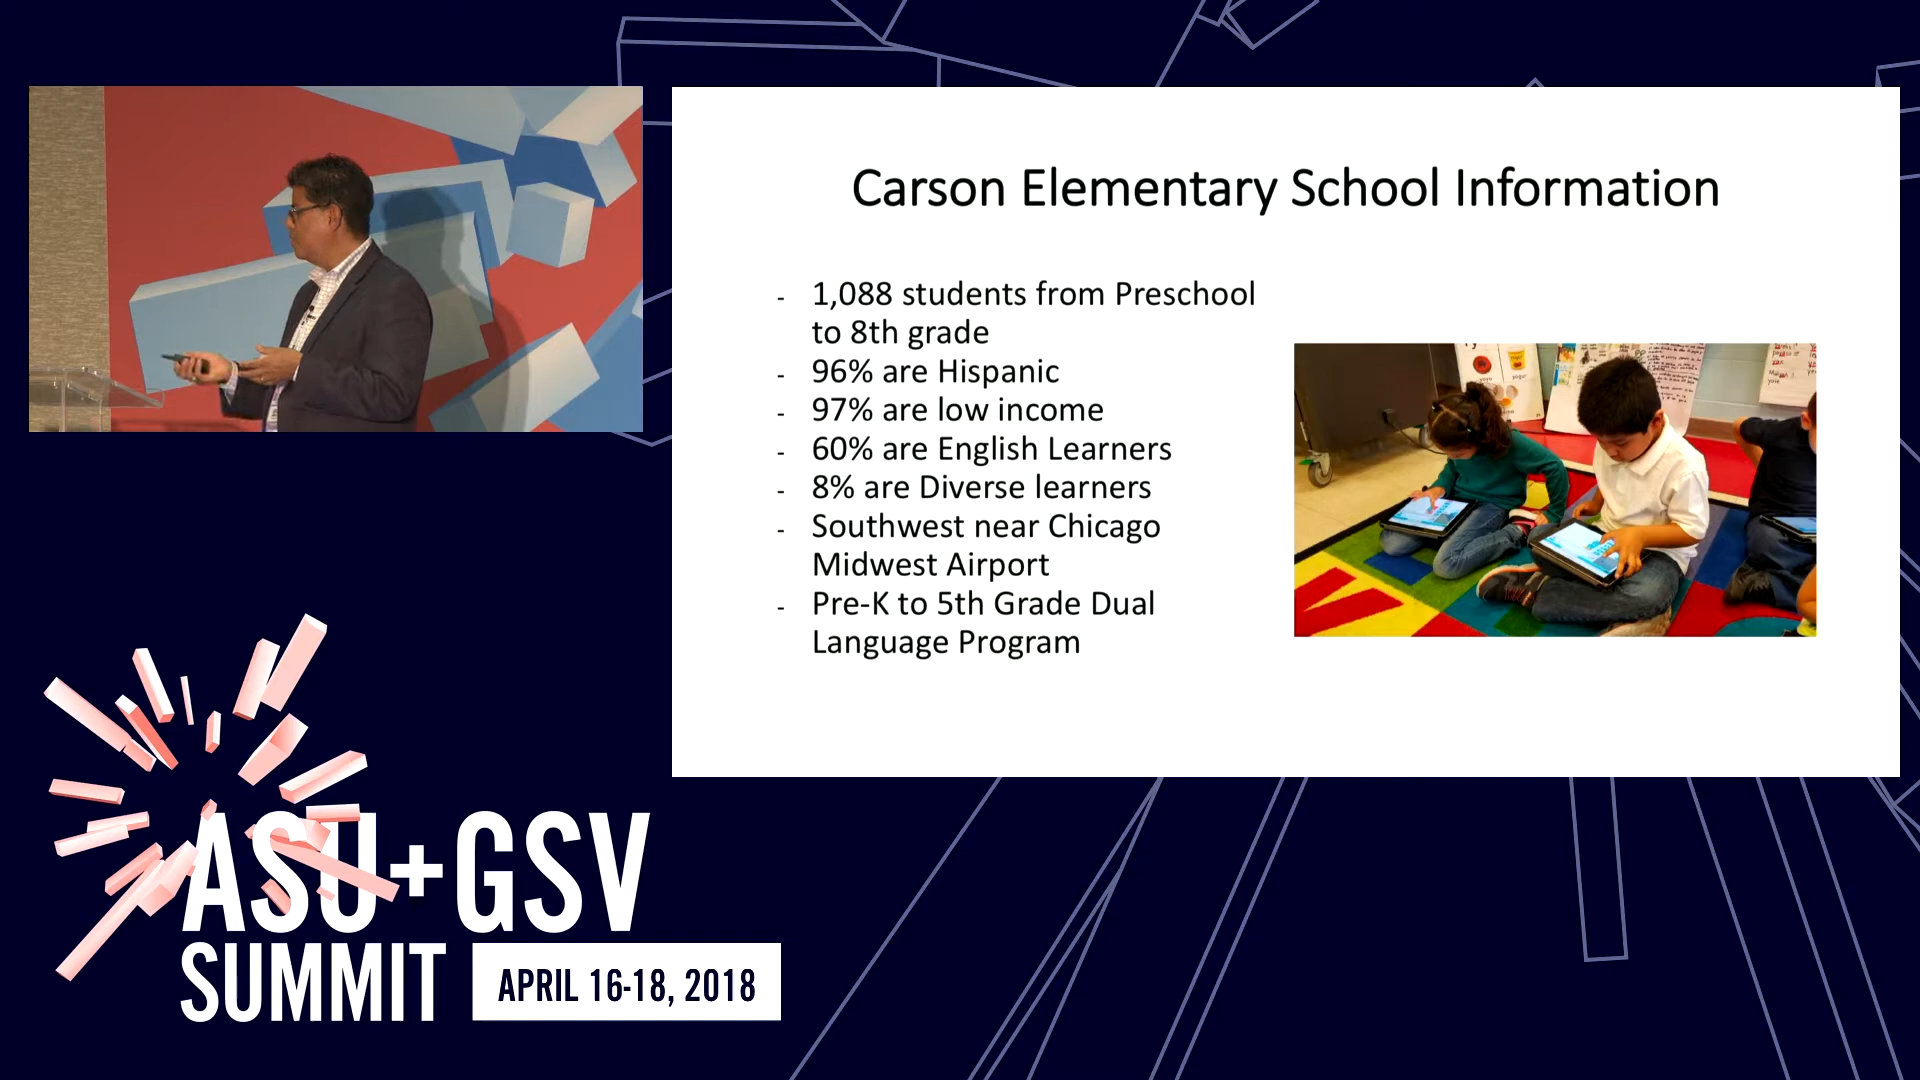 Carson Elementary School Information
- 1,088 students from Preschool
to 8th grade
- 96% are Hispanic
- 97% are low income
- 60% are English Learners
- 8% are Diverse learners
- Southwest near Chicago
Midwest Airport
- Pre-K to 5th Grade Dual
Language Program
ASU+GSV
SUMMIT
APRIL 16-18, 2018